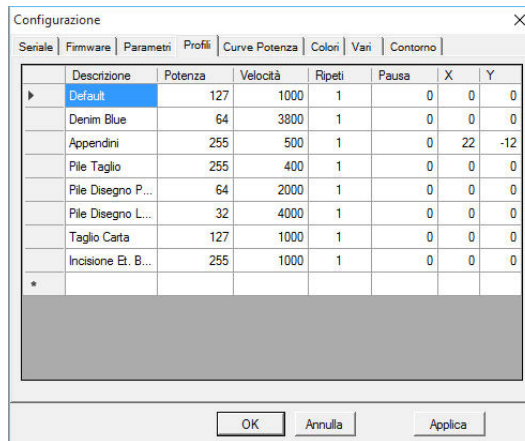 Configurazione
Seriale Firmware Parametri Profili Curve Potenza Colori Vari Contorno
Descrizione Potenza Velocità Ripeti Pausa X Y
Default 127 1000 1 0 0 0
Denim Blue 64 3800 1 0 0 0
Appendini 255 500 1 0 22 -12
Pile Taglio 255 400 1 0 0 0
Pile Disegno P... 64 2000 1 0 0 0
Pile Disegno L... 32 4000 1 0 0 0
Taglio Carta 127 1000 1 0 0 0
Incisione Et. B... 255 1000 1 0 0 0
OK Annulla Applica